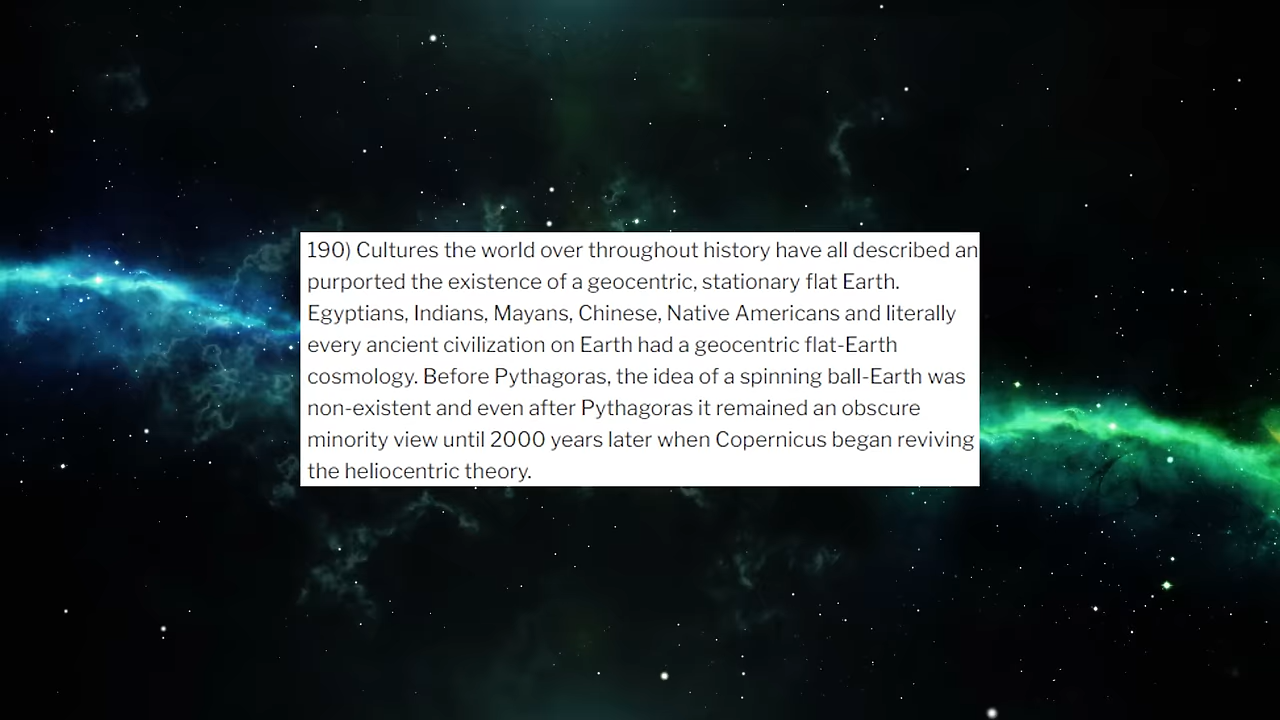 190) Cultures the world over throughout history have all described an
purported the existence of a geocentric, stationary flat Earth.
Egyptians, Indians, Mayans, Chinese, Native Americans and literally
every ancient civilization on Earth had a geocentric flat-Earth
cosmology. Before Pythagoras, the idea of a spinning ball-Earth was
non-existent and even after Pythagoras it remained an obscure
minority view until 2000 years later when Copernicus began reviving
the heliocentric theory.